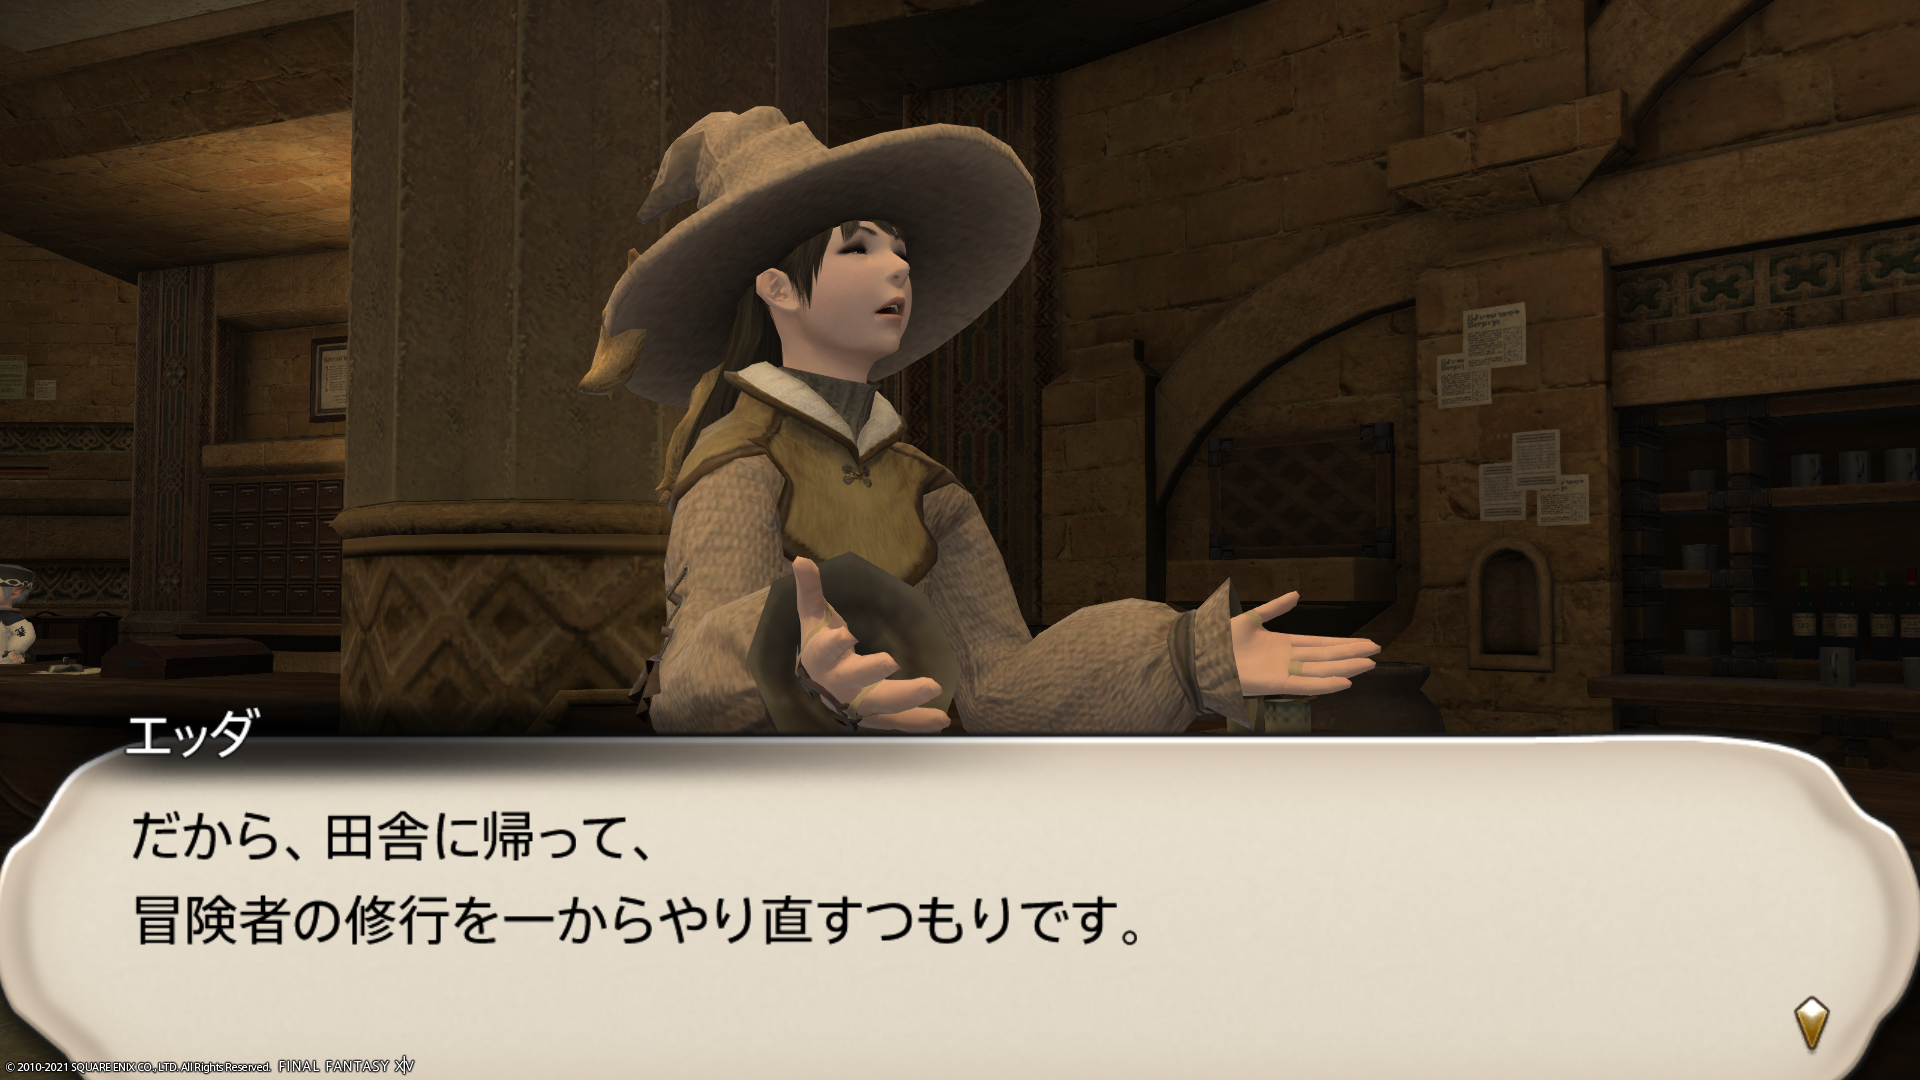 エッダ
だから、田舎に帰って、
冒険者の修行を一からやり直すつもりです。
© 2010-2021 SQUARE ENIX CO., LTD. All Rights Reserved. FINAL FANTASY XIV